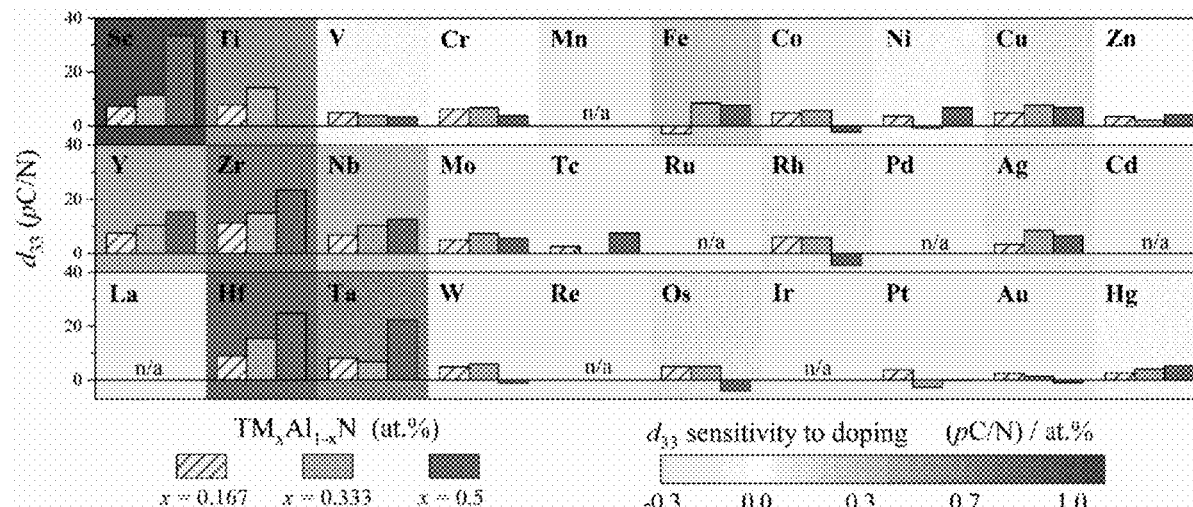 40
Sc Ti V Cr Mn Fe Co Ni Cu Zn
20
n/a
0
40
Y Zr Nb Mo Tc Ru Rh Pd Ag Cd
20
n/a n/a n/a
0
40
La Hf Ta W Re Os Ir Pt Au Hg
20
n/a n/a n/a
0
d₃₃ (pC/N)
TMₓAl₁₋ₓN (at.%)
x = 0.167 x = 0.333 x = 0.5
d₃₃ sensitivity to doping (pC/N) / at.%
-0.3 0.0 0.3 0.7 1.0